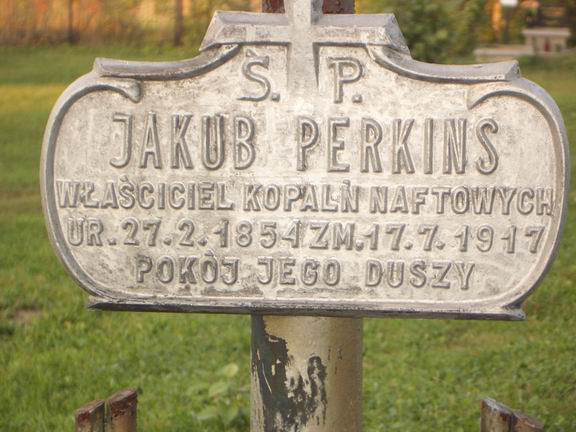 Ś. P.
JAKUB PERKINS
WŁAŚCICIEL KOPALŃ NAFTOWYCH
UR. 27.2.1854 ZM. 17.7.1917
POKÓJ JEGO DUSZY